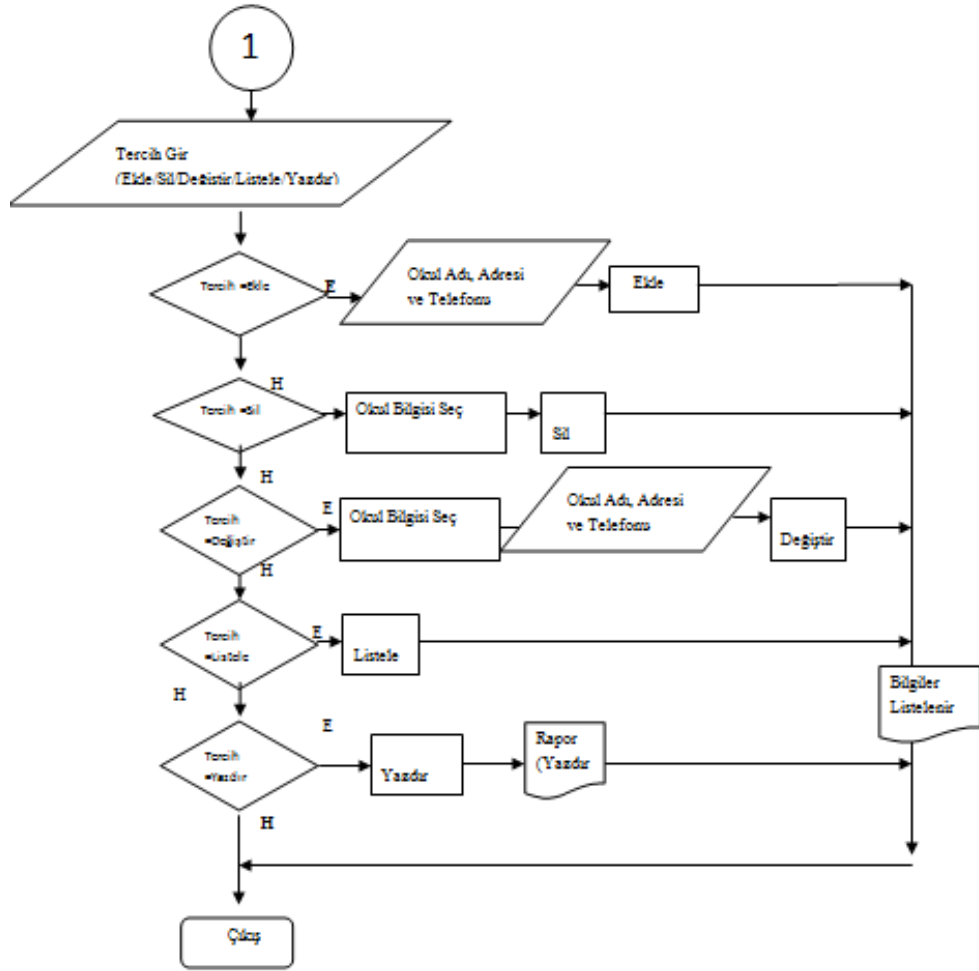 1
Tercih Gir
(Ekle/Sil/Değiştir/Listele/Yazdır)
Tercih =Ekle
E
Okul Adı, Adresi
ve Telefonu
Ekle
H
Tercih =Sil
Okul Bilgisi Seç
Sil
H
Tercih
=Değiştir
E
Okul Bilgisi Seç
Okul Adı, Adresi
ve Telefonu
Değiştir
H
Tercih
=Listele
E
Listele
H
Bilgiler
Listelenir
Tercih
=Yazdır
E
Yazdır
Rapor
(Yazdır
H
Çıkış